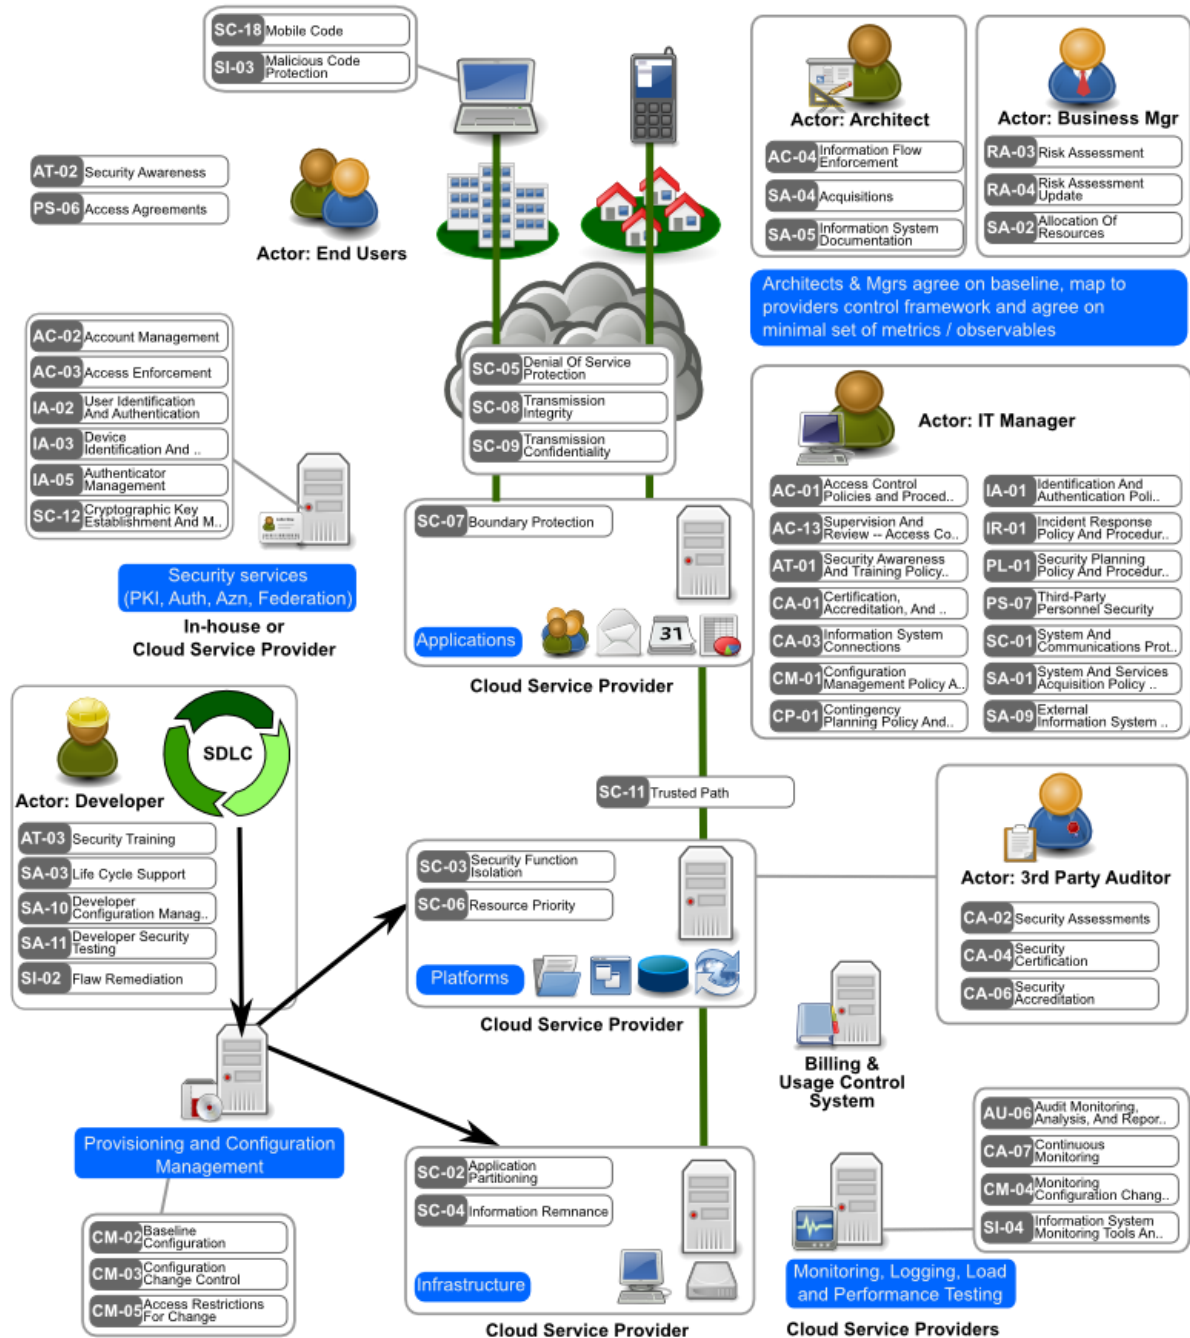 SC-18 Mobile Code
SI-03 Malicious Code
Protection
AT-02 Security Awareness
PS-06 Access Agreements
Actor: End Users
Actor: Architect
AC-04 Information Flow
Enforcement
SA-04 Acquisitions
SA-05 Information System
Documentation
Actor: Business Mgr
RA-03 Risk Assessment
RA-04 Risk Assessment
Update
SA-02 Allocation Of
Resources
Architects & Mgrs agree on baseline, map to
providers control framework and agree on
minimal set of metrics / observables
AC-02 Account Management
AC-03 Access Enforcement
IA-02 User Identification
And Authentication
IA-03 Device
Identification And ..
IA-05 Authenticator
Management
SC-12 Cryptographic Key
Establishment And M..
Security services
(PKI, Auth, Azn, Federation)
In-house or
Cloud Service Provider
SC-05 Denial Of Service
Protection
SC-08 Transmission
Integrity
SC-09 Transmission
Confidentiality
SC-07 Boundary Protection
Applications
31
Cloud Service Provider
Actor: IT Manager
AC-01 Access Control
Policies and Proced..
AC-13 Supervision And
Review -- Access Co..
AT-01 Security Awareness
And Training Policy..
CA-01 Certification,
Accreditation, And ..
CA-03 Information System
Connections
CM-01 Configuration
Management Policy A..
CP-01 Contingency
Planning Policy And..
IA-01 Identification And
Authentication Poli..
IR-01 Incident Response
Policy And Procedur..
PL-01 Security Planning
Policy And Procedur..
PS-07 Third-Party
Personnel Security
SC-01 System And
Communications Prot..
SA-01 System And Services
Acquisition Policy ..
SA-09 External
Information System ..
SDLC
Actor: Developer
AT-03 Security Training
SA-03 Life Cycle Support
SA-10 Developer
Configuration Manag..
SA-11 Developer Security
Testing
SI-02 Flaw Remediation
SC-11 Trusted Path
SC-03 Security Function
Isolation
SC-06 Resource Priority
Platforms
Cloud Service Provider
Actor: 3rd Party Auditor
CA-02 Security Assessments
CA-04 Security
Certification
CA-06 Security
Accreditation
Billing &
Usage Control
System
Provisioning and Configuration
Management
CM-02 Baseline
Configuration
CM-03 Configuration
Change Control
CM-05 Access Restrictions
For Change
SC-02 Application
Partitioning
SC-04 Information Remnance
Infrastructure
Cloud Service Provider
AU-06 Audit Monitoring,
Analysis, And Repor..
CA-07 Continuous
Monitoring
CM-04 Monitoring
Configuration Chang..
SI-04 Information System
Monitoring Tools An..
Monitoring, Logging, Load
and Performance Testing
Cloud Service Providers